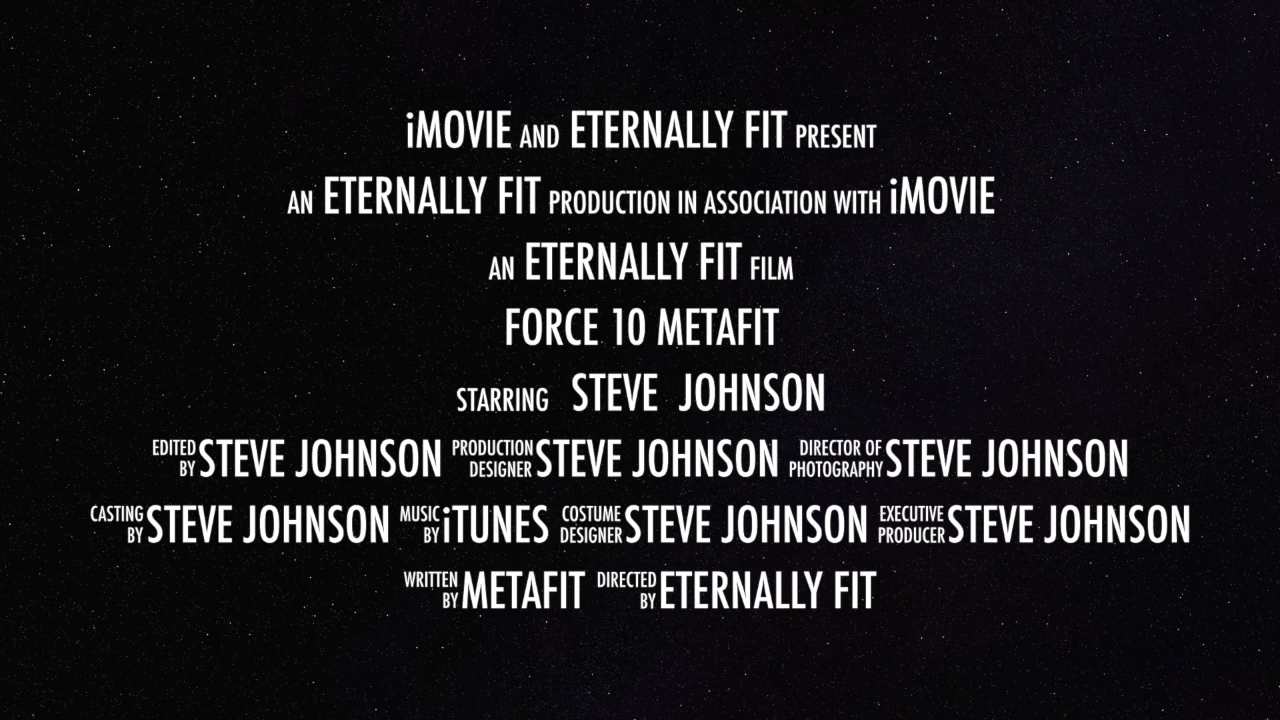 iMOVIE AND ETERNALLY FIT PRESENT
AN ETERNALLY FIT PRODUCTION IN ASSOCIATION WITH iMOVIE
AN ETERNALLY FIT FILM
FORCE 10 METAFIT
STARRING STEVE JOHNSON
EDITED BY STEVE JOHNSON PRODUCTION DESIGNER STEVE JOHNSON DIRECTOR OF PHOTOGRAPHY STEVE JOHNSON
CASTING BY STEVE JOHNSON MUSIC BY iTUNES COSTUME DESIGNER STEVE JOHNSON EXECUTIVE PRODUCER STEVE JOHNSON
WRITTEN BY METAFIT DIRECTED BY ETERNALLY FIT